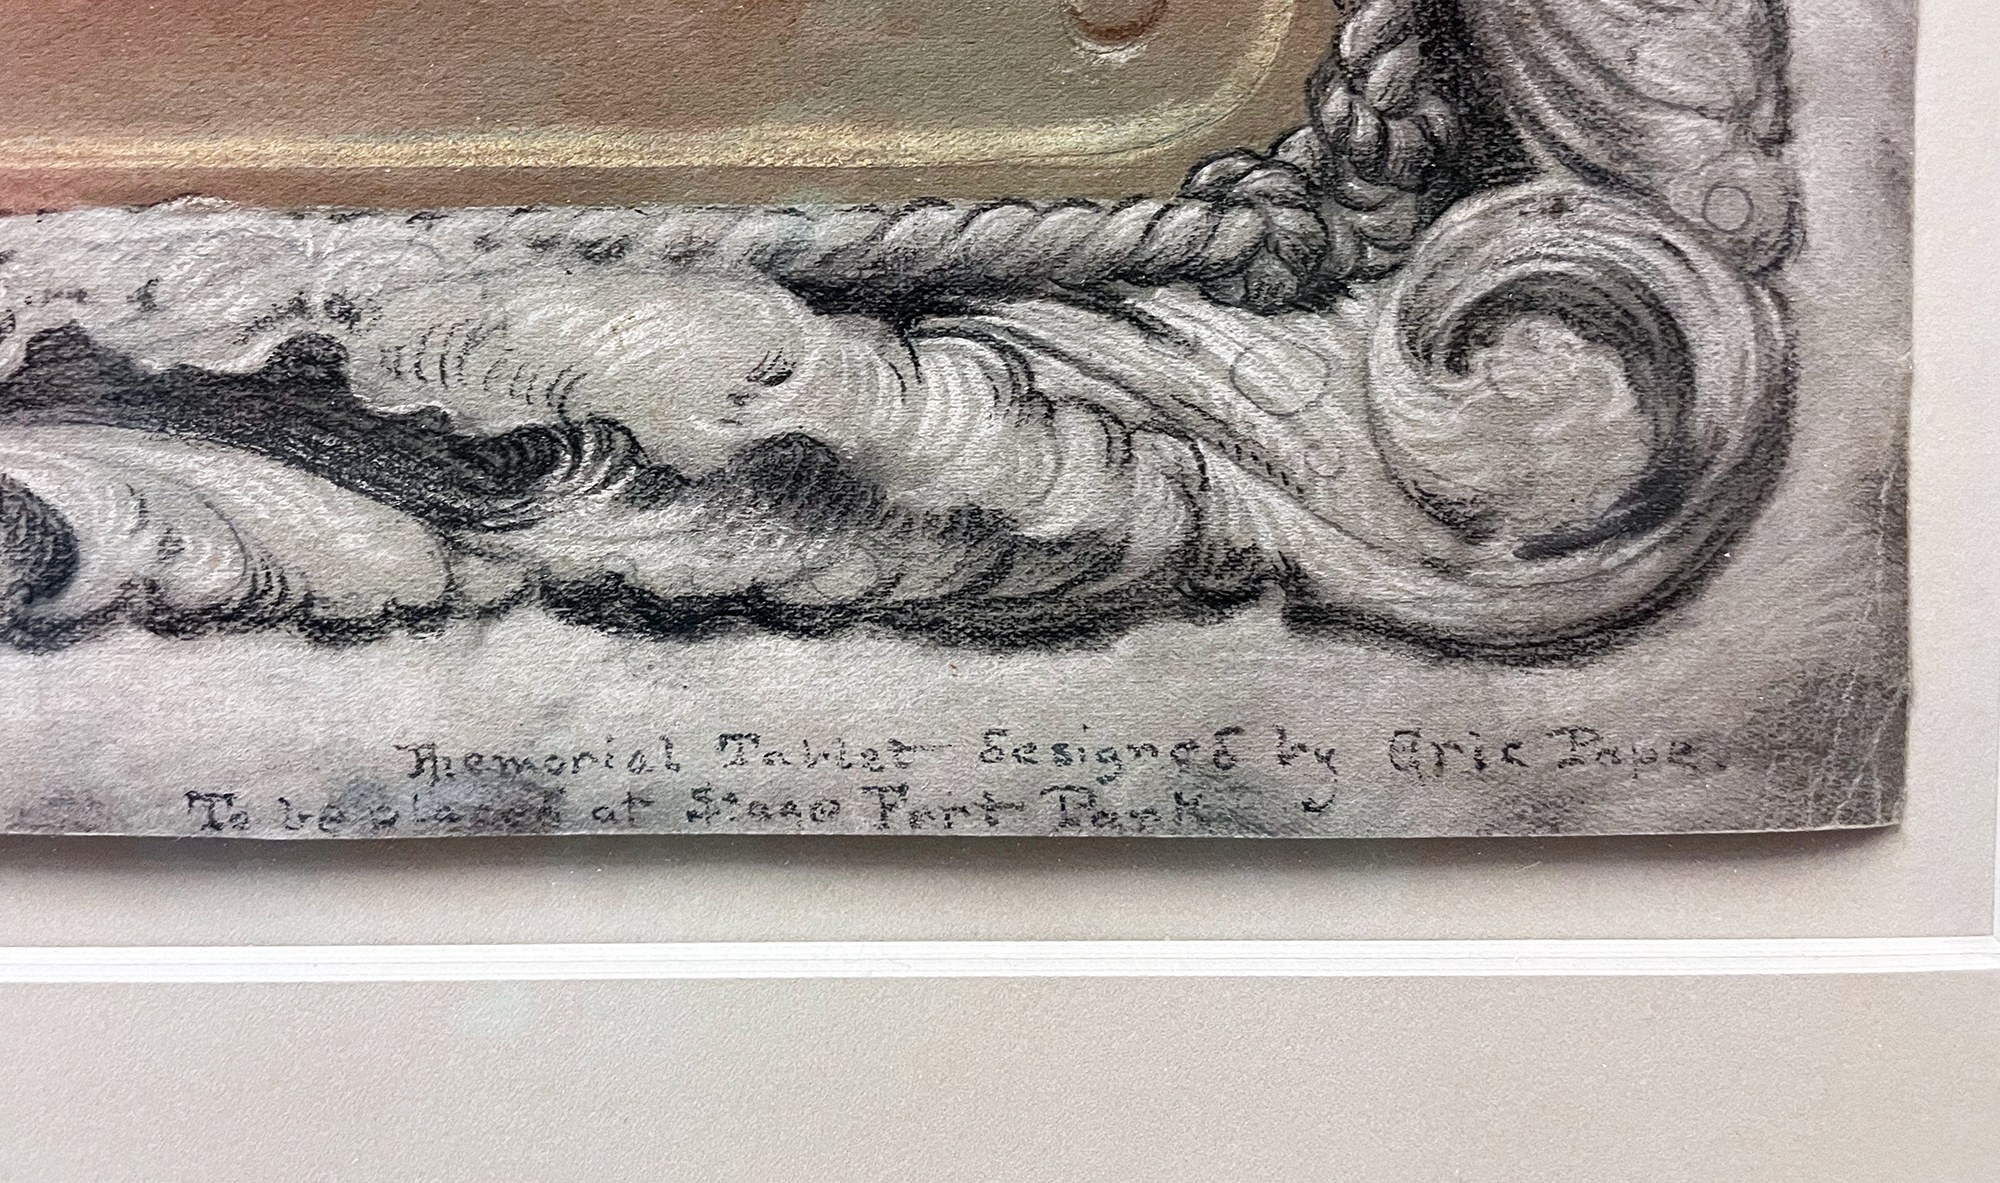 Memorial Tablet designed by Eric Pape.
To be placed at Stage Fort Park